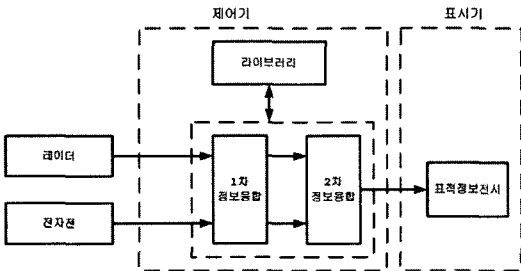 제어기
표시기
라이브러리
레이더
1차
정보융합
2차
정보융합
표적정보전시
전자전